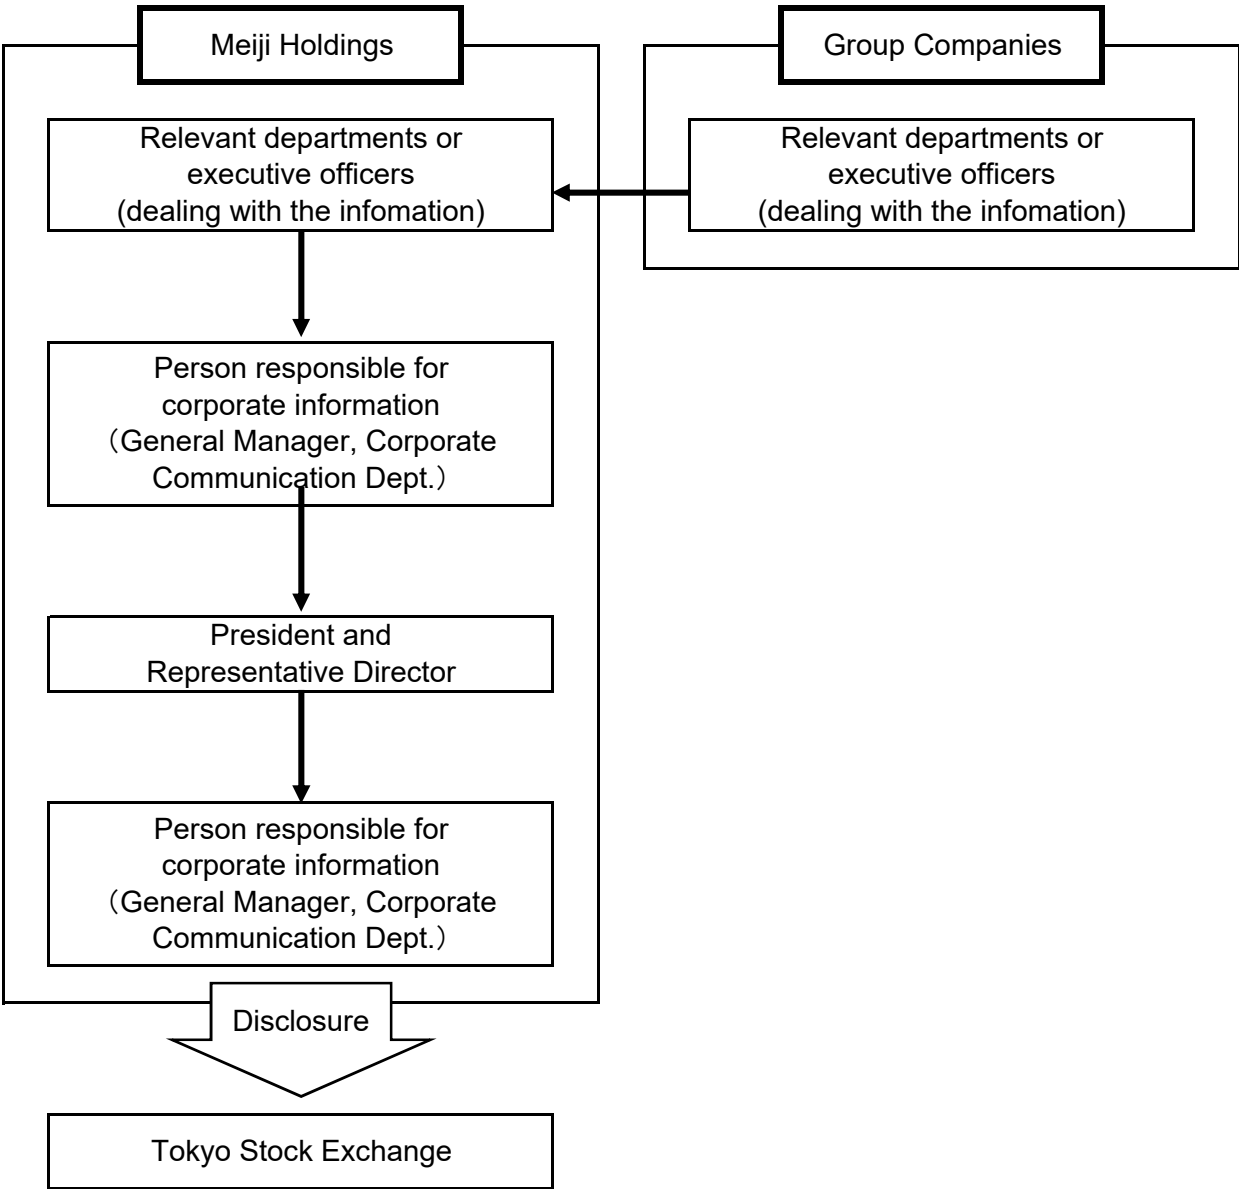 Meiji Holdings
Group Companies
Relevant departments or
executive officers
(dealing with the infomation)
Relevant departments or
executive officers
(dealing with the infomation)
Person responsible for
corporate information
（General Manager, Corporate
Communication Dept.）
President and
Representative Director
Person responsible for
corporate information
（General Manager, Corporate
Communication Dept.）
Disclosure
Tokyo Stock Exchange